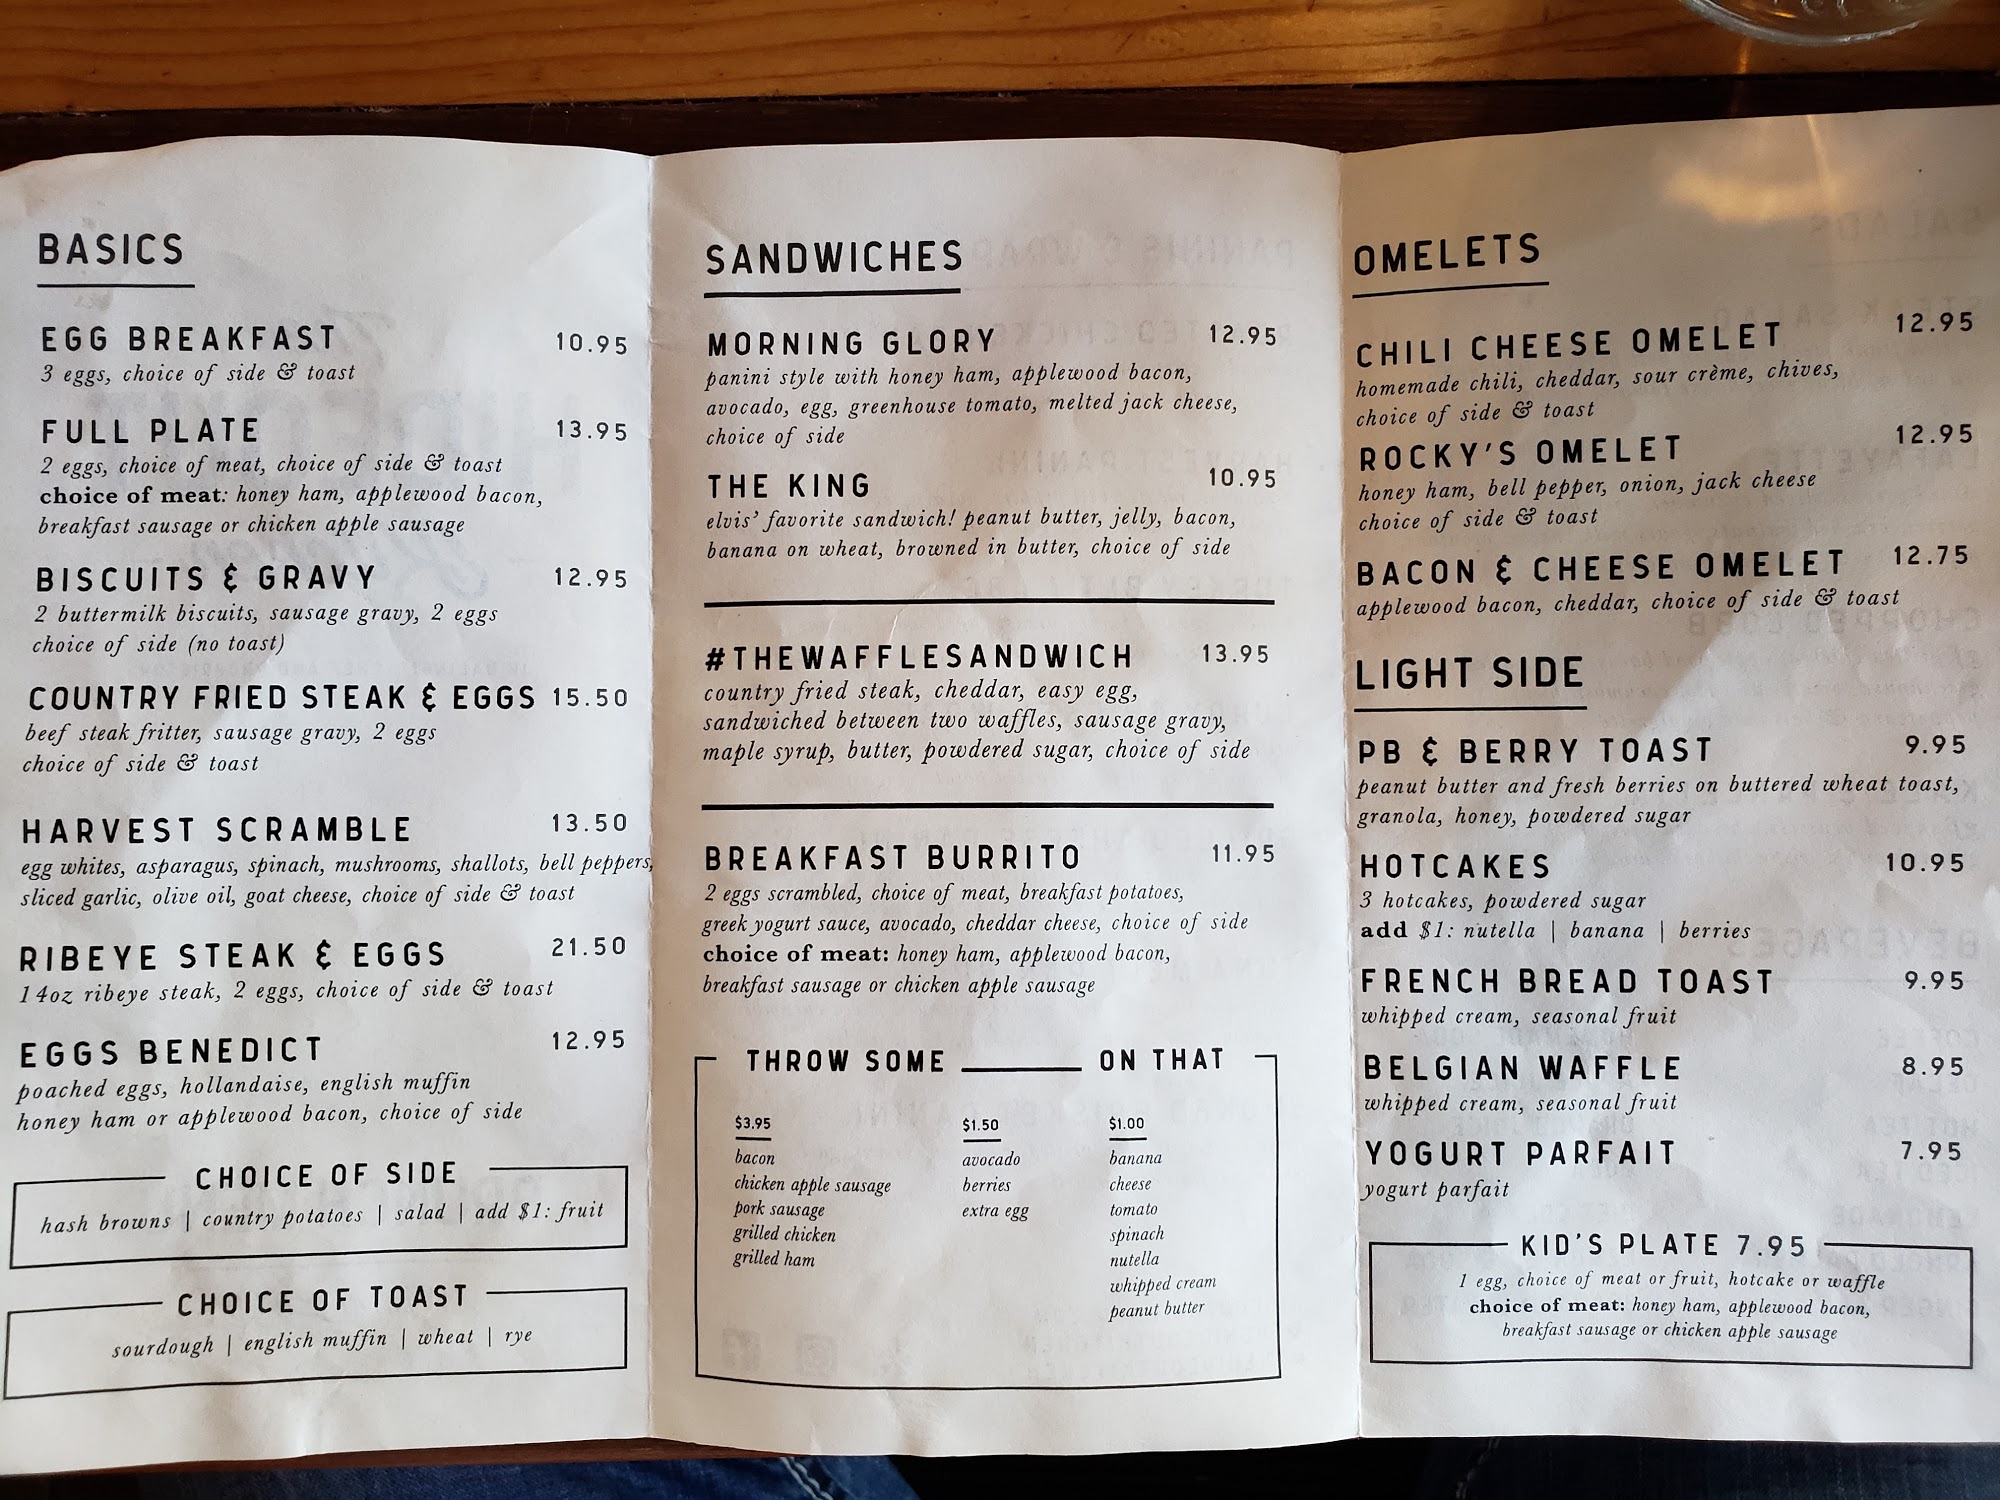 BASICS
EGG BREAKFAST 10.95
3 eggs, choice of side & toast
FULL PLATE 13.95
2 eggs, choice of meat, choice of side & toast
choice of meat: honey ham, applewood bacon,
breakfast sausage or chicken apple sausage
BISCUITS & GRAVY 12.95
2 buttermilk biscuits, sausage gravy, 2 eggs
choice of side (no toast)
COUNTRY FRIED STEAK & EGGS 15.50
beef steak fritter, sausage gravy, 2 eggs
choice of side & toast
HARVEST SCRAMBLE 13.50
egg whites, asparagus, spinach, mushrooms, shallots, bell peppers,
sliced garlic, olive oil, goat cheese, choice of side & toast
RIBEYE STEAK & EGGS 21.50
14oz ribeye steak, 2 eggs, choice of side & toast
EGGS BENEDICT 12.95
poached eggs, hollandaise, english muffin
honey ham or applewood bacon, choice of side
CHOICE OF SIDE
hash browns | country potatoes | salad | add $1: fruit
CHOICE OF TOAST
sourdough | english muffin | wheat | rye
SANDWICHES
MORNING GLORY 12.95
panini style with honey ham, applewood bacon,
avocado, egg, greenhouse tomato, melted jack cheese,
choice of side
THE KING 10.95
elvis' favorite sandwich! peanut butter, jelly, bacon,
banana on wheat, browned in butter, choice of side
#THEWAFFLESANDWICH 13.95
country fried steak, cheddar, easy egg,
sandwiched between two waffles, sausage gravy,
maple syrup, butter, powdered sugar, choice of side
BREAKFAST BURRITO 11.95
2 eggs scrambled, choice of meat, breakfast potatoes,
greek yogurt sauce, avocado, cheddar cheese, choice of side
choice of meat: honey ham, applewood bacon,
breakfast sausage or chicken apple sausage
THROW SOME ______ ON THAT
$3.95
bacon
chicken apple sausage
pork sausage
grilled chicken
grilled ham
$1.50
avocado
berries
extra egg
$1.00
banana
cheese
tomato
spinach
nutella
whipped cream
peanut butter
OMELETS
CHILI CHEESE OMELET 12.95
homemade chili, cheddar, sour crème, chives,
choice of side & toast
ROCKY'S OMELET 12.95
honey ham, bell pepper, onion, jack cheese
choice of side & toast
BACON & CHEESE OMELET 12.75
applewood bacon, cheddar, choice of side & toast
LIGHT SIDE
PB & BERRY TOAST 9.95
peanut butter and fresh berries on buttered wheat toast,
granola, honey, powdered sugar
HOTCAKES 10.95
3 hotcakes, powdered sugar
add $1: nutella | banana | berries
FRENCH BREAD TOAST 9.95
whipped cream, seasonal fruit
BELGIAN WAFFLE 8.95
whipped cream, seasonal fruit
YOGURT PARFAIT 7.95
yogurt parfait
KID'S PLATE 7.95
1 egg, choice of meat or fruit, hotcake or waffle
choice of meat: honey ham, applewood bacon,
breakfast sausage or chicken apple sausage